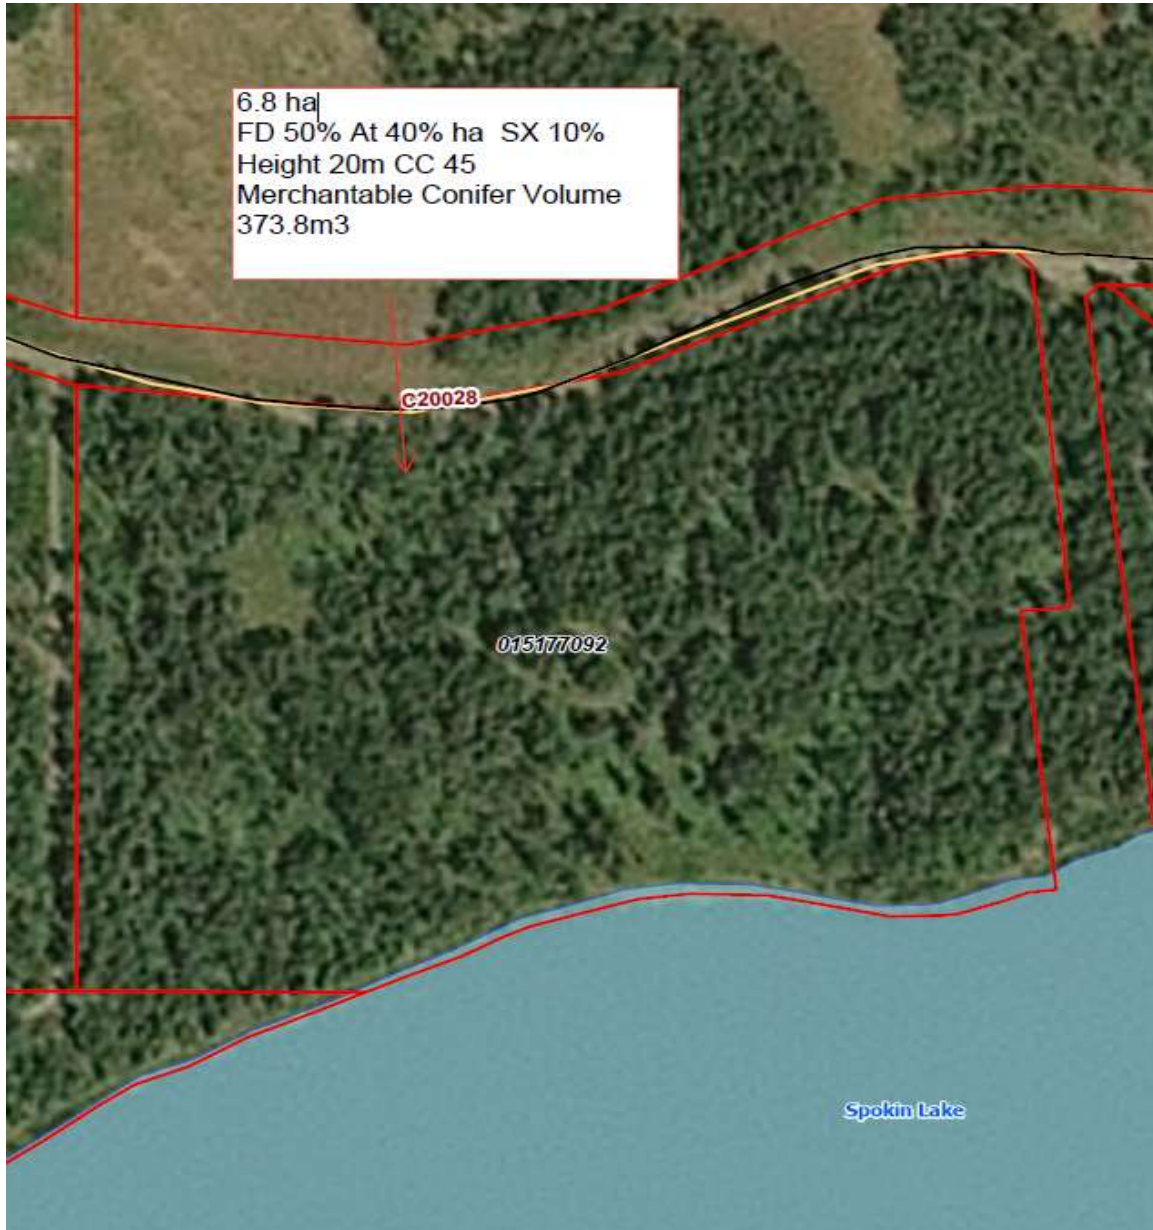 6.8 ha
FD 50% At 40% ha  SX 10%
Height 20m CC 45
Merchantable Conifer Volume
373.8m3
C20028
015177092
Spokin Lake